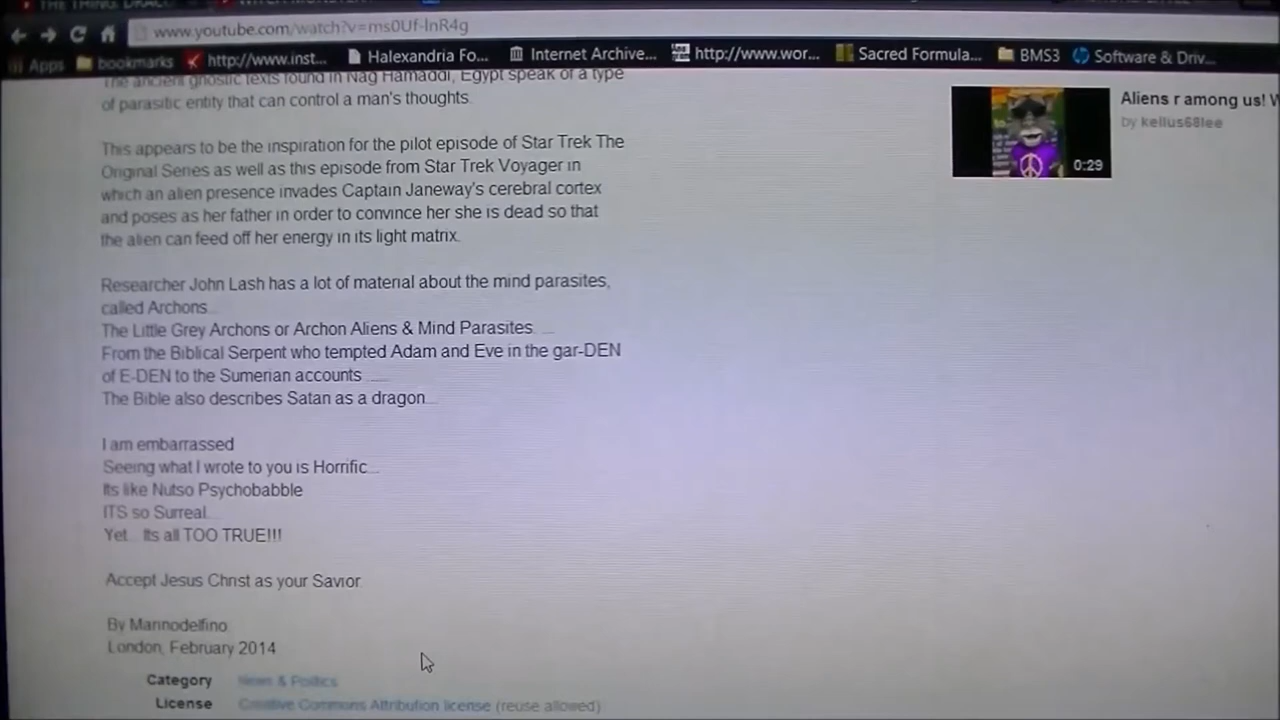 www.youtube.com/watch?v=ms0Uf-lnR4g
Apps bookmarks http://www.inst... Halexandria Fo... Internet Archive... http://www.wor... Sacred Formula... BMS3 Software & Driv...
The ancient gnostic texts found in Nag Hamaddi, Egypt speak of a type
of parasitic entity that can control a man's thoughts.
This appears to be the inspiration for the pilot episode of Star Trek The
Original Series as well as this episode from Star Trek Voyager in
which an alien presence invades Captain Janeway's cerebral cortex
and poses as her father in order to convince her she is dead so that
the alien can feed off her energy in its light matrix.
Researcher John Lash has a lot of material about the mind parasites,
called Archons...
The Little Grey Archons or Archon Aliens & Mind Parasites. ...
From the Biblical Serpent who tempted Adam and Eve in the gar-DEN
of E-DEN to the Sumerian accounts ....
The Bible also describes Satan as a dragon...
I am embarrassed
Seeing what I wrote to you is Horrific...
Its like Nutso Psychobabble
ITS so Surreal...
Yet... Its all TOO TRUE!!!
Accept Jesus Christ as your Savior
By Mannodelfino
London, February 2014
Category News & Politics
License Creative Commons Attribution license (reuse allowed)
Aliens r among us! W
by kellus68lee
0:29